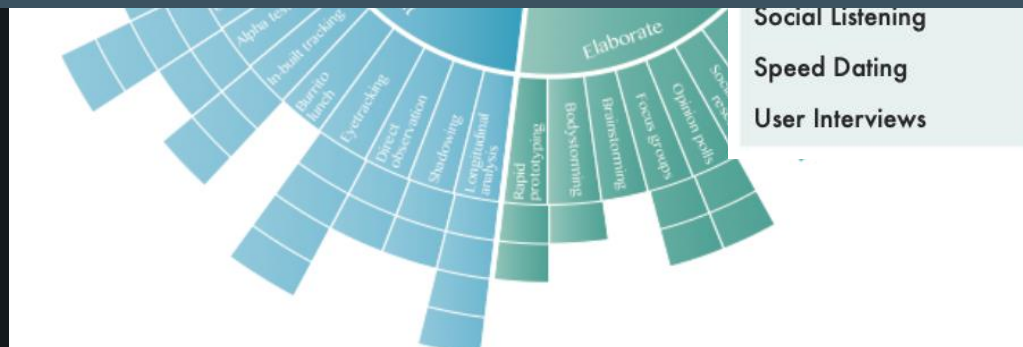 Social Listening
Speed Dating
User Interviews
Elaborate
Alpha
In-built tracking
Burrito
lunch
Eyetracking
Direct
observation
Shadowing
Longitudinal
analysis
Rapid
prototyping
Bodystorming
Brainstorming
Focus groups
Opinion polls